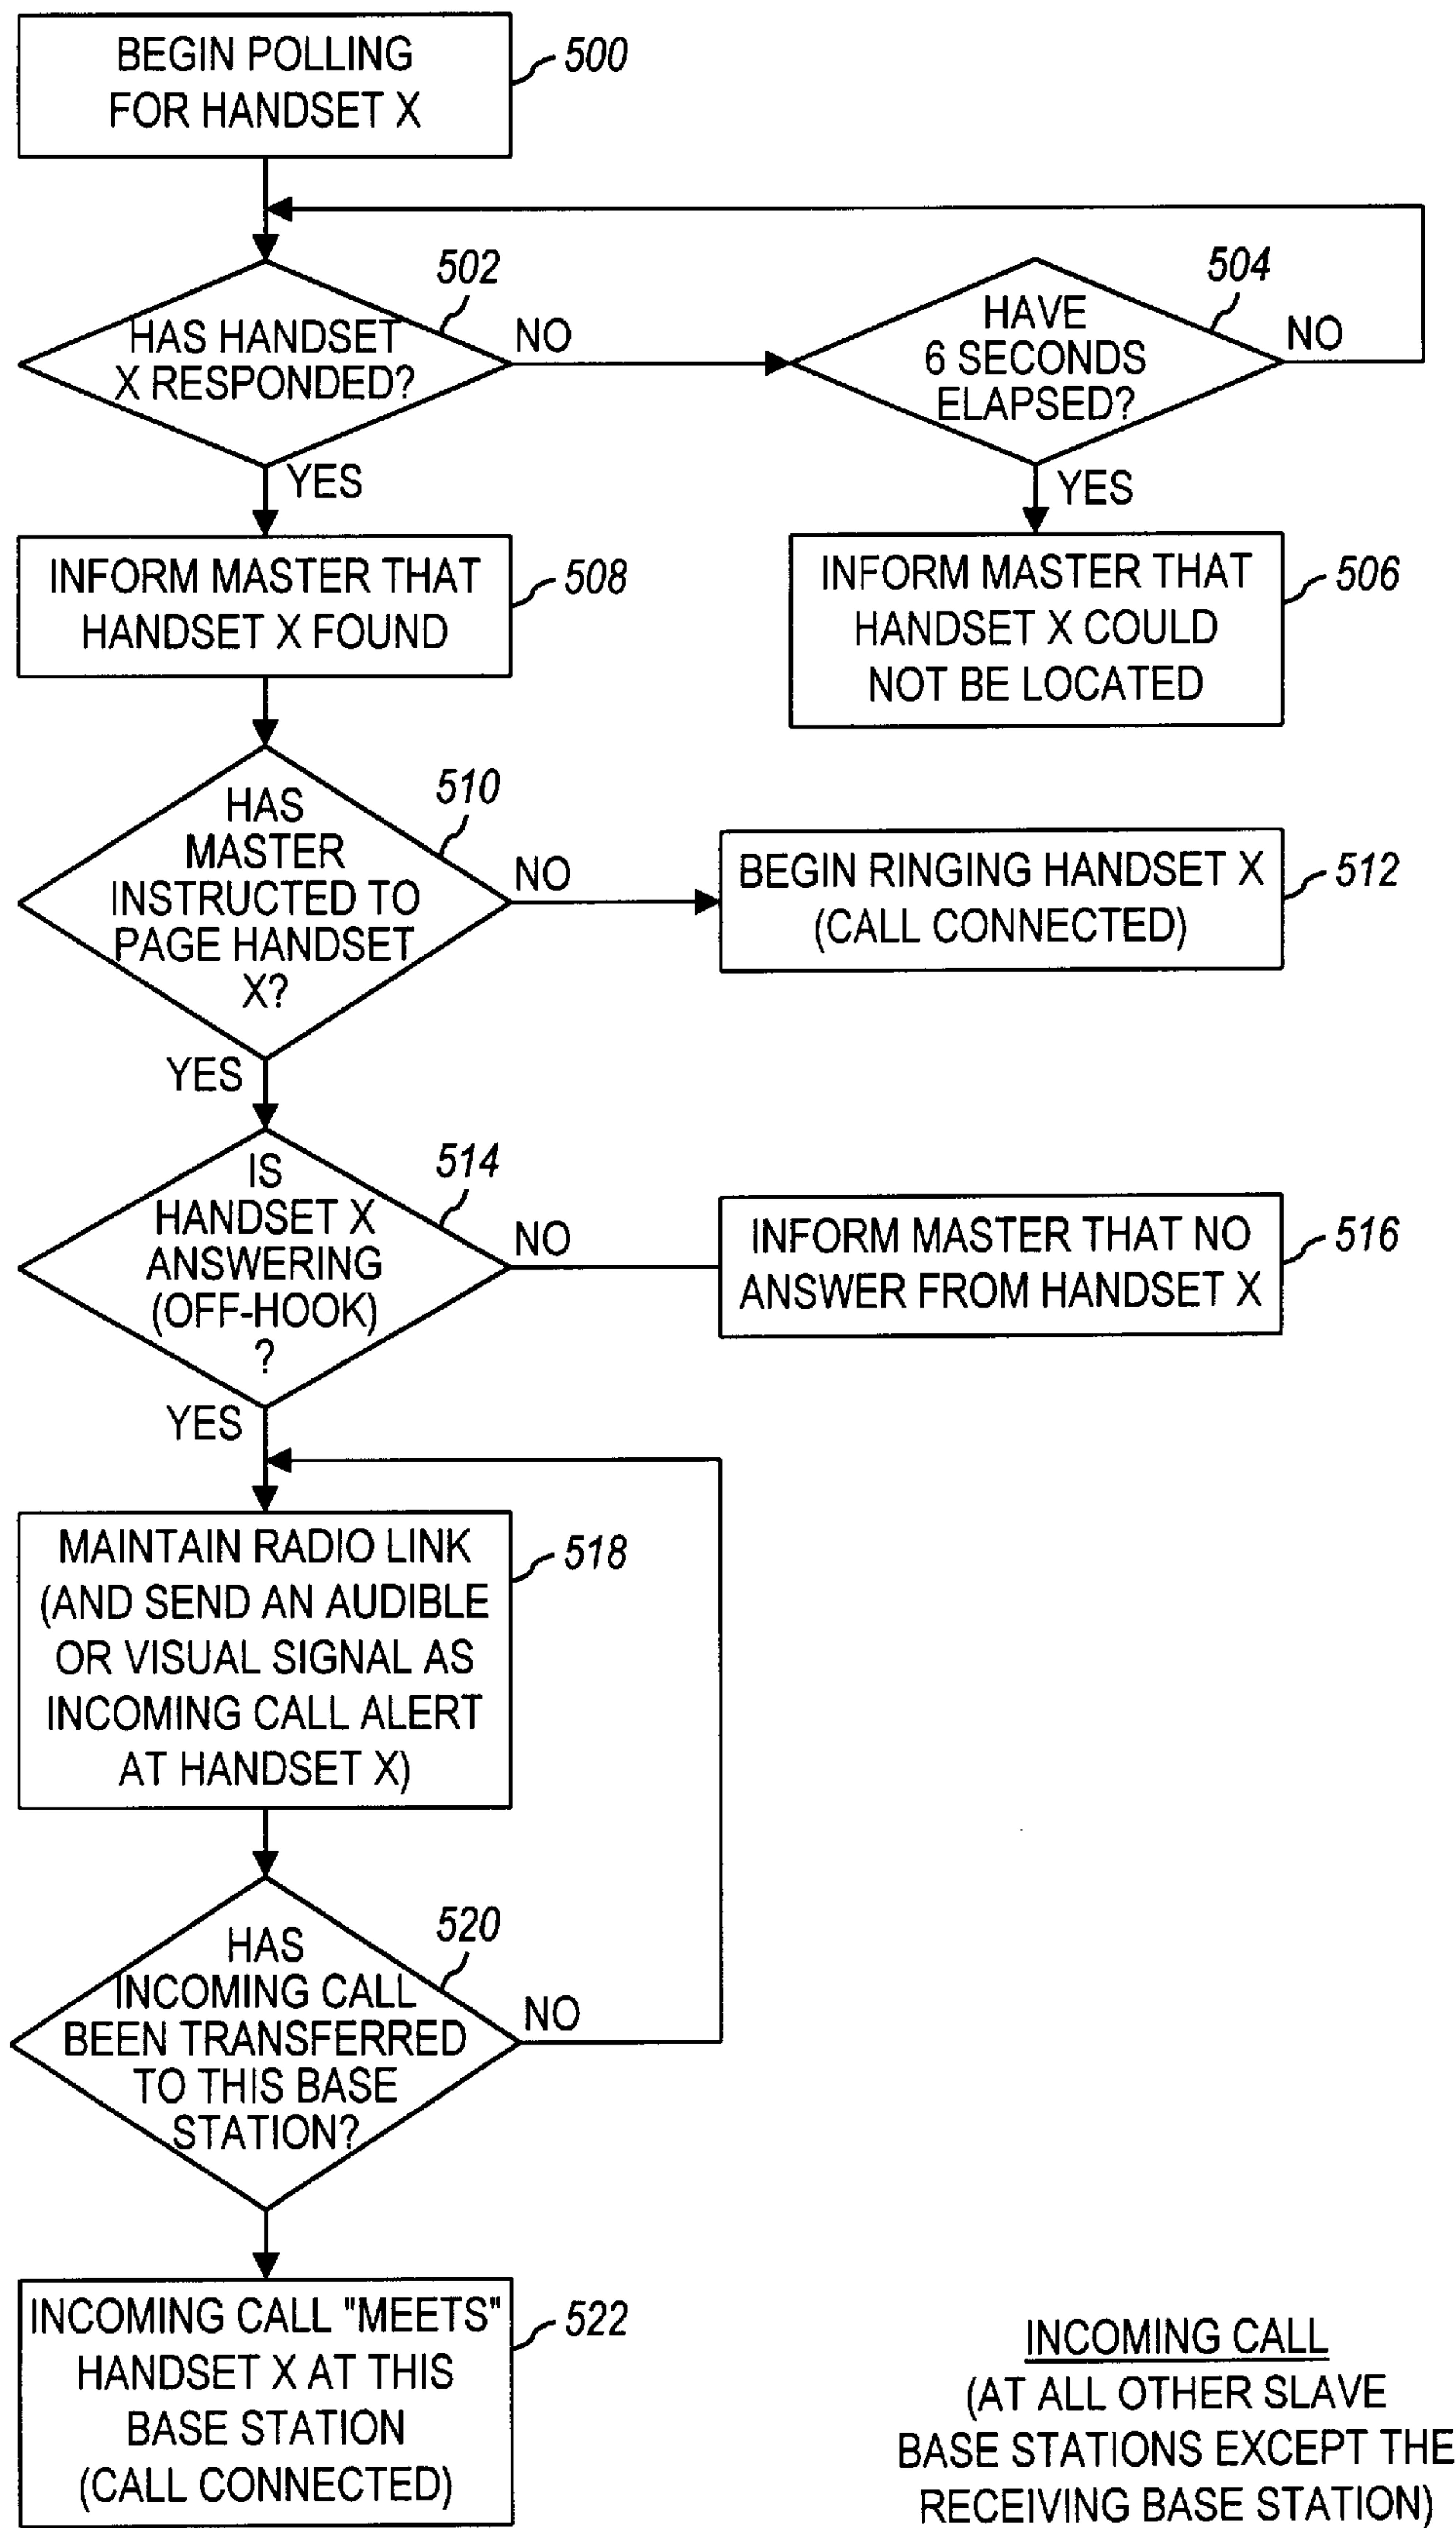 BEGIN POLLING
FOR HANDSET X
500
502
HAS HANDSET
X RESPONDED?
NO
YES
504
HAVE
6 SECONDS
ELAPSED?
NO
YES
INFORM MASTER THAT
HANDSET X FOUND
508
INFORM MASTER THAT
HANDSET X COULD
NOT BE LOCATED
506
510
HAS
MASTER
INSTRUCTED TO
PAGE HANDSET
X?
NO
YES
BEGIN RINGING HANDSET X
(CALL CONNECTED)
512
514
IS
HANDSET X
ANSWERING
(OFF-HOOK)
?
NO
YES
INFORM MASTER THAT NO
ANSWER FROM HANDSET X
516
MAINTAIN RADIO LINK
(AND SEND AN AUDIBLE
OR VISUAL SIGNAL AS
INCOMING CALL ALERT
AT HANDSET X)
518
520
HAS
INCOMING CALL
BEEN TRANSFERRED
TO THIS BASE
STATION?
NO
INCOMING CALL "MEETS"
HANDSET X AT THIS
BASE STATION
(CALL CONNECTED)
522
INCOMING CALL
(AT ALL OTHER SLAVE
BASE STATIONS EXCEPT THE
RECEIVING BASE STATION)